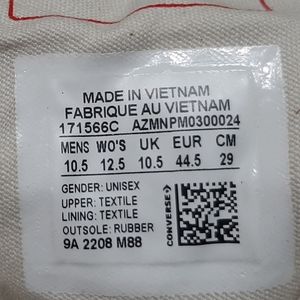 MADE IN VIETNAM
FABRIQUE AU VIETNAM
171566C AZMNPM0300024
MENS WO'S UK EUR CM
10.5 12.5 10.5 44.5 29
GENDER: UNISEX
UPPER: TEXTILE
LINING: TEXTILE
OUTSOLE: RUBBER
9A 2208 M88
CONVERSE